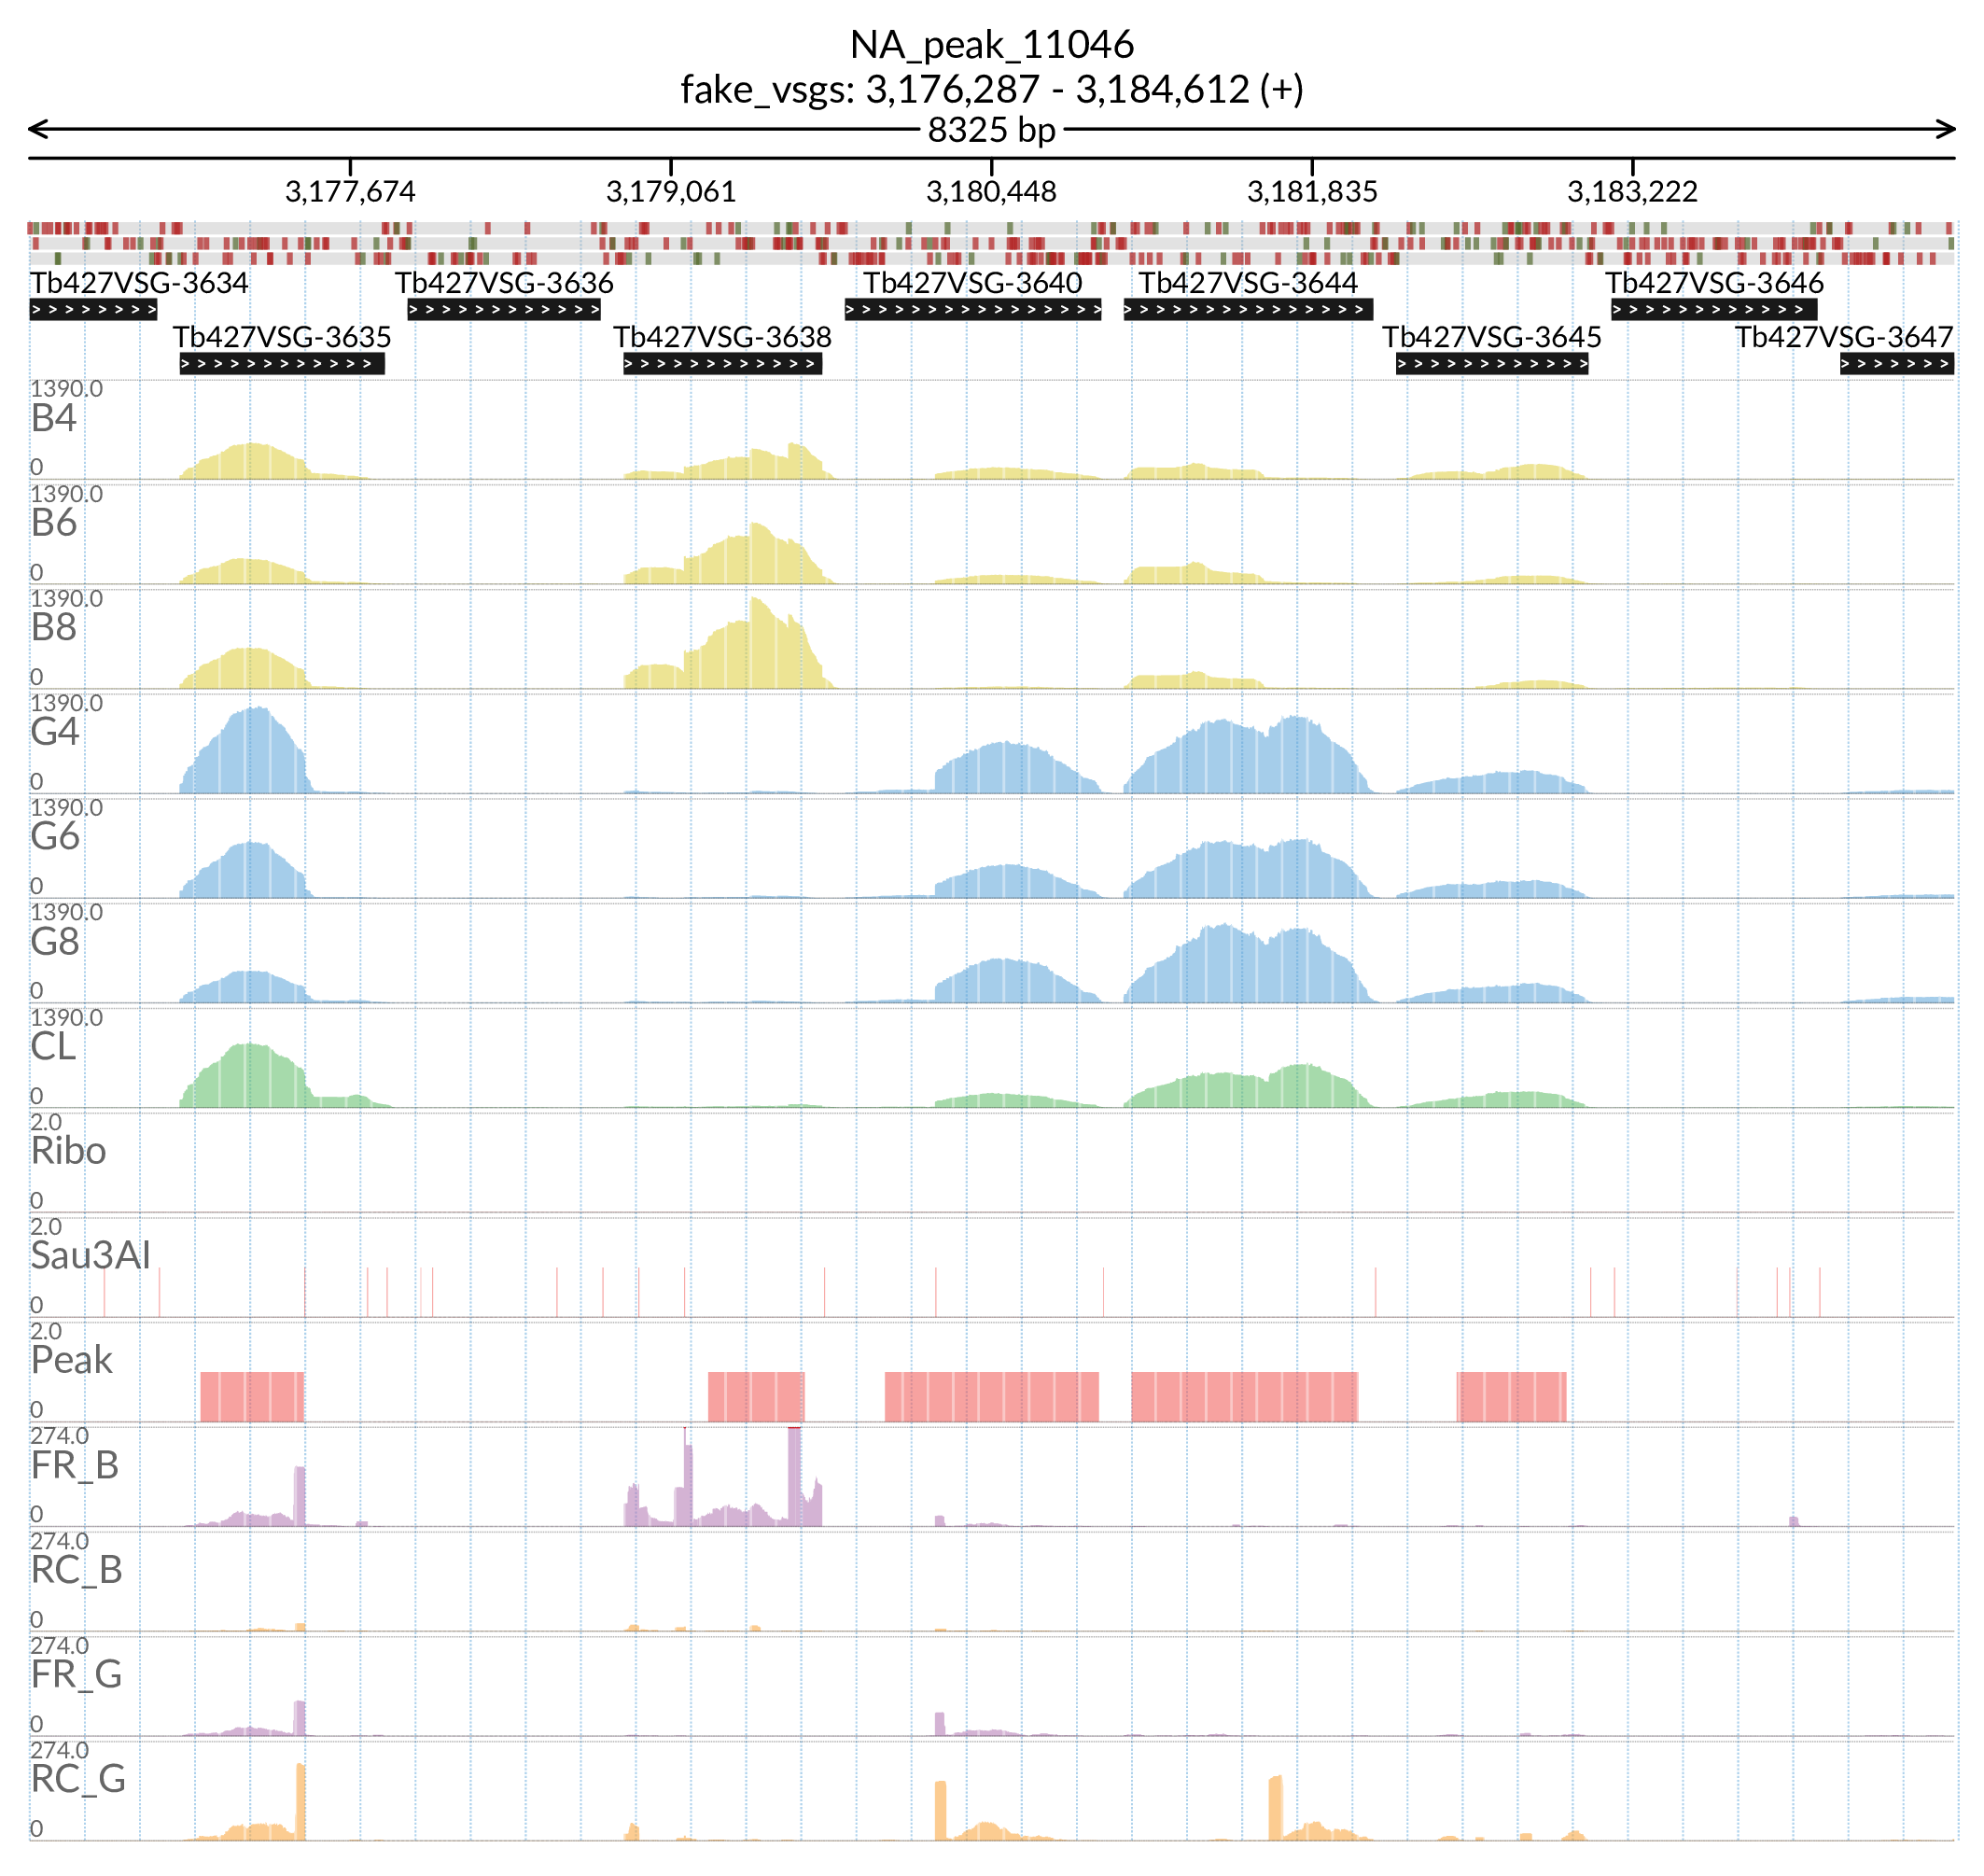 NA_peak_11046
fake_vsgs: 3,176,287 - 3,184,612 (+)
8325 bp
3,177,674 3,179,061 3,180,448 3,181,835 3,183,222
Tb427VSG-3634 Tb427VSG-3636 Tb427VSG-3640 Tb427VSG-3644 Tb427VSG-3646
Tb427VSG-3635 Tb427VSG-3638 Tb427VSG-3645 Tb427VSG-3647
1390.0
B4
0
1390.0
B6
0
1390.0
B8
0
1390.0
G4
0
1390.0
G6
0
1390.0
G8
0
1390.0
CL
0
2.0
Ribo
0
2.0
Sau3AI
0
2.0
Peak
0
274.0
FR_B
0
274.0
RC_B
0
274.0
FR_G
0
274.0
RC_G
0